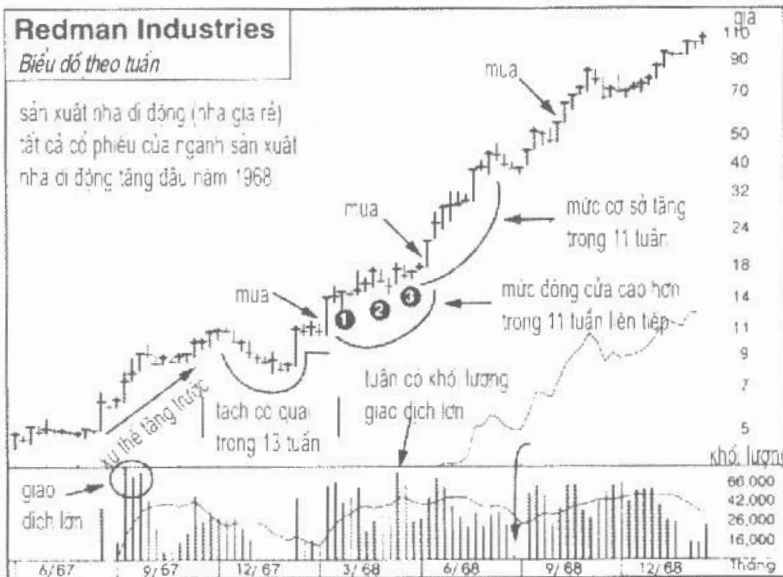 Redman Industries
Biểu đồ theo tuần
sản xuất nhà di động (nhà giá rẻ)
tất cả cổ phiếu của ngành sản xuất
nhà di động tăng đầu năm 1968
giá
110
90
70
50
40
32
24
18
14
11
9
7
5
mua
mua
mua
mức cơ sở tăng
trong 11 tuần
mức đóng cửa cao hơn
trong 11 tuần liên tiếp
1
2
3
xu thế tăng trước
tách có quai
trong 13 tuần
tuần có khối lượng
giao dịch lớn
giao
dịch lớn
khối lượng
66,000
42,000
26,000
16,000
6/67
9/67
12/67
3/68
6/68
9/68
12/68
Tháng